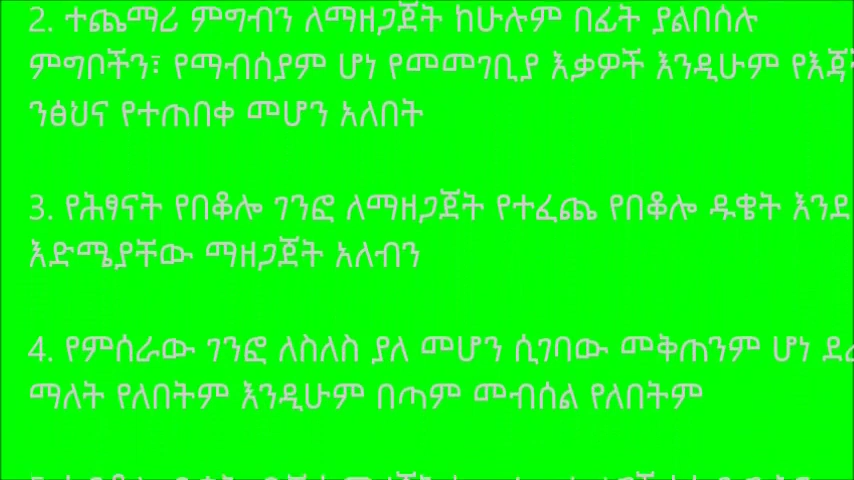 2. ተጨማሪ ምግብን ለማዘጋጀት ከሁሉም በፊት ያልበሰሉ
ምግቦችን፣ የማብሰያም ሆነ የመመገቢያ እቃዎች እንዲሁም
ንፅህና የተጠበቀ መሆን አለበት
3. የሕፃናት የበቆሎ ገንፎ ለማዘጋጀት የተፈጨ የበቆሎ ዱቄት እንደ
እድሜያቸው ማዘጋጀት አለብን
4. የምሰራው ገንፎ ለስለስ ያለ መሆን ሲገባው መቅጠንም ሆነ
ማለት የለበትም እንዲሁም በጣም መብሰል የለበትም